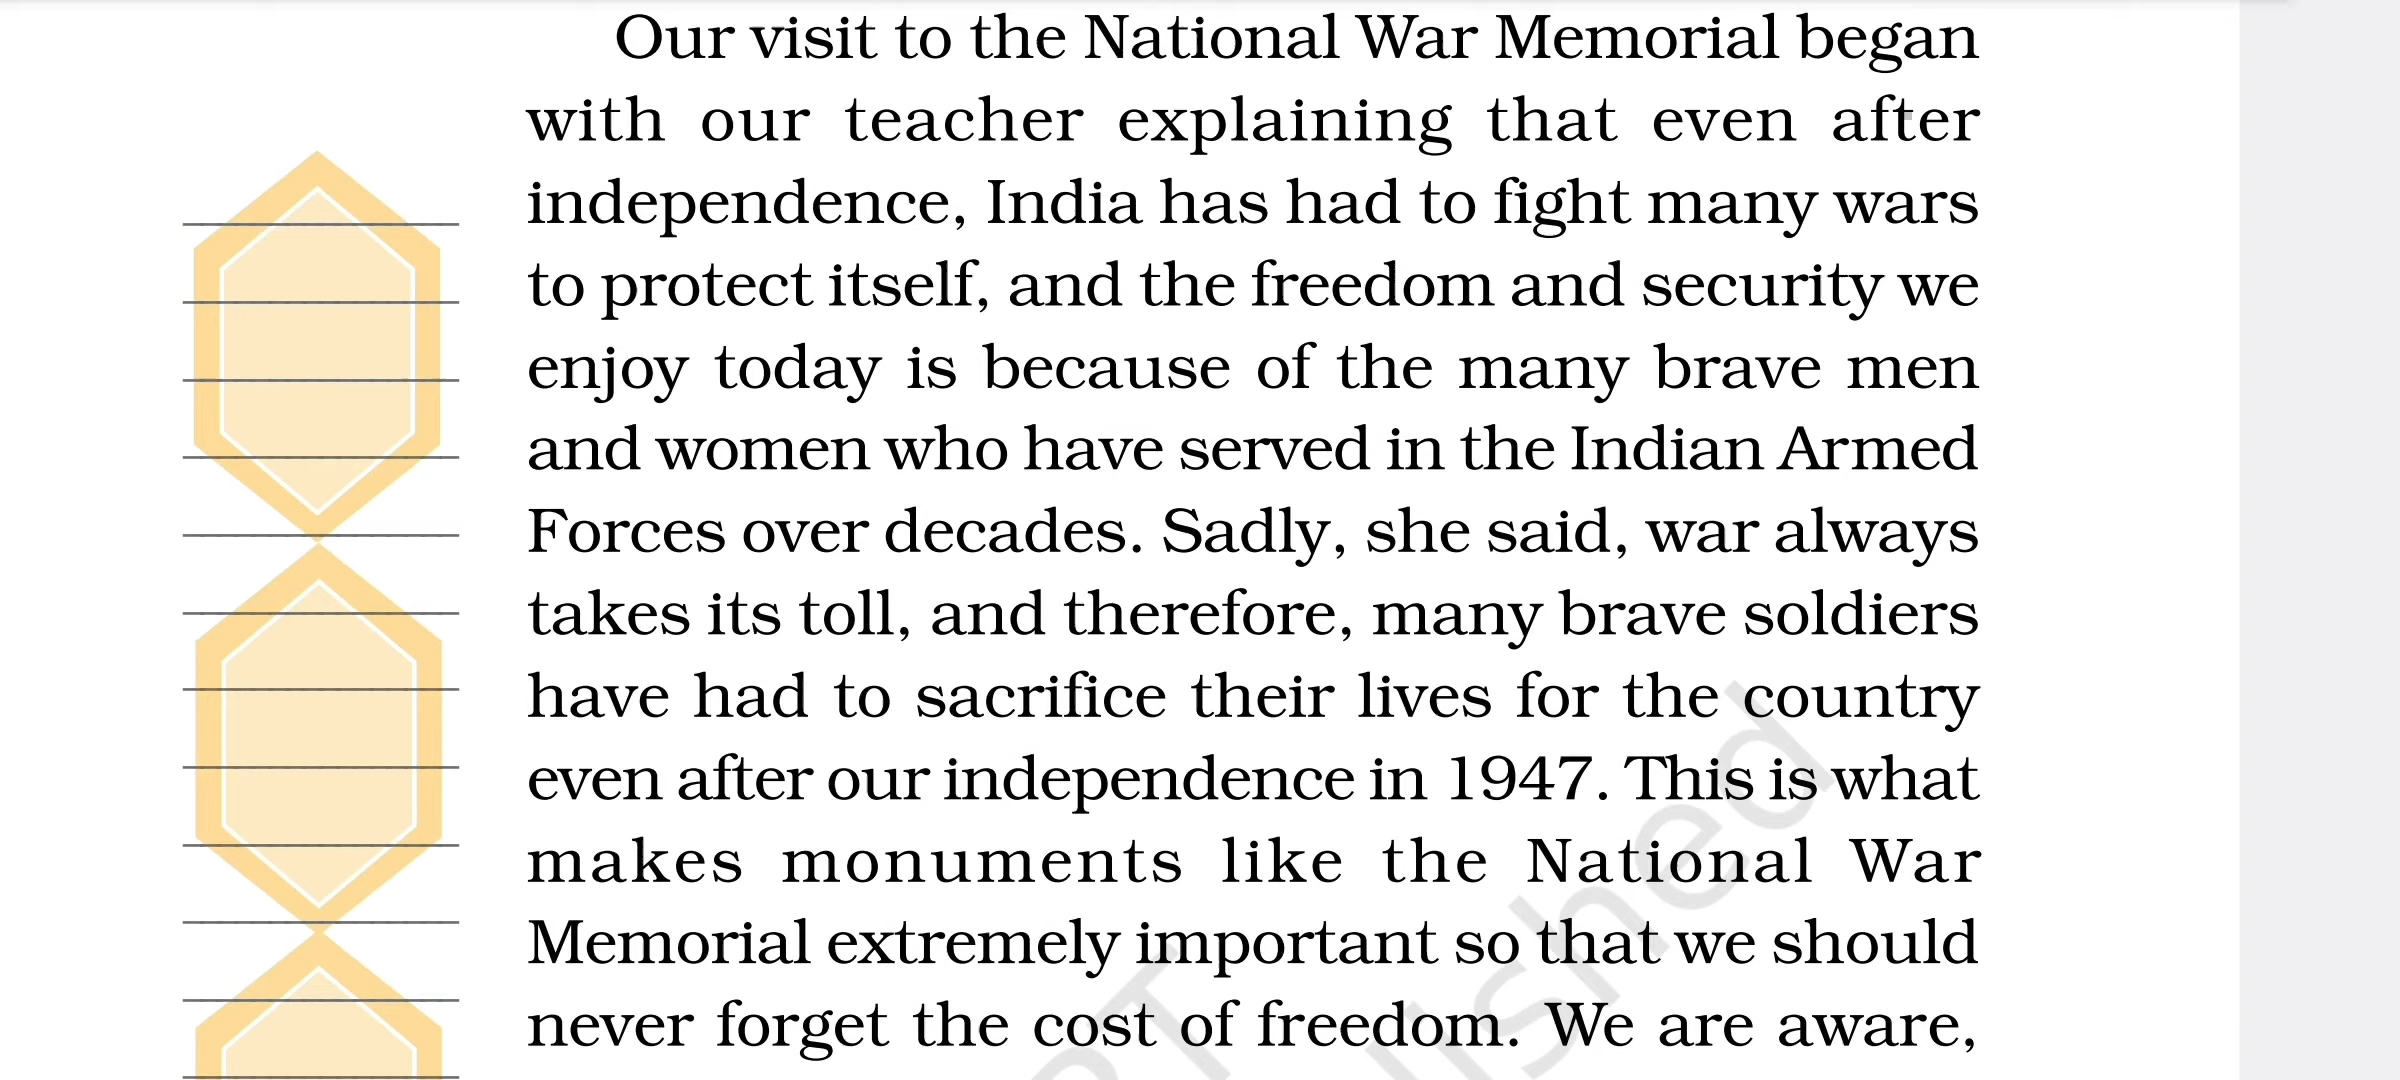 Our visit to the National War Memorial began
with our teacher explaining that even after
independence, India has had to fight many wars
to protect itself, and the freedom and security we
enjoy today is because of the many brave men
and women who have served in the Indian Armed
Forces over decades. Sadly, she said, war always
takes its toll, and therefore, many brave soldiers
have had to sacrifice their lives for the country
even after our independence in 1947. This is what
makes monuments like the National War
Memorial extremely important so that we should
never forget the cost of freedom. We are aware,